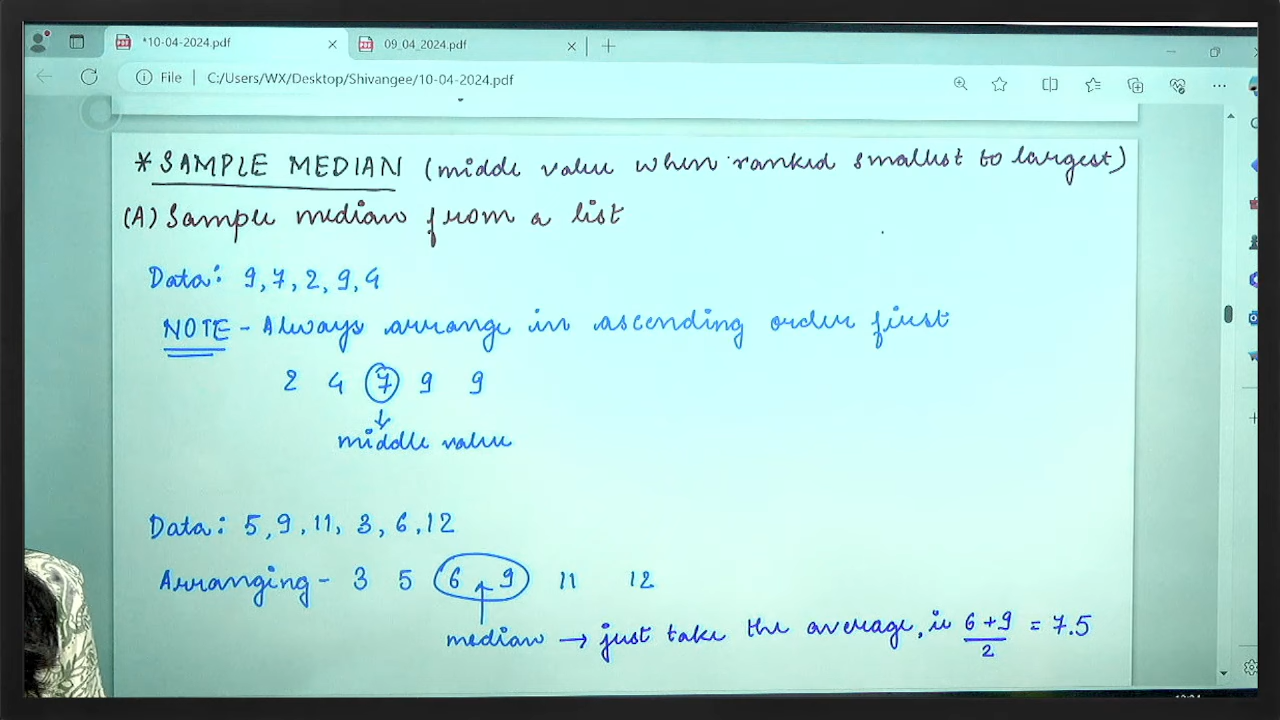 *10-04-2024.pdf
09_04_2024.pdf
File | C:/Users/WX/Desktop/Shivangee/10-04-2024.pdf
* SAMPLE MEDIAN (middle value when ranked smallest to largest)
(A) Sample median from a list
Data: 9, 7, 2, 9, 4
NOTE - Always arrange in ascending order first
2 4 7 9 9
↓
middle value
Data: 5, 9, 11, 3, 6, 12
Arranging - 3 5 6 9 11 12
median → just take the average, ie 6+9/2 = 7.5